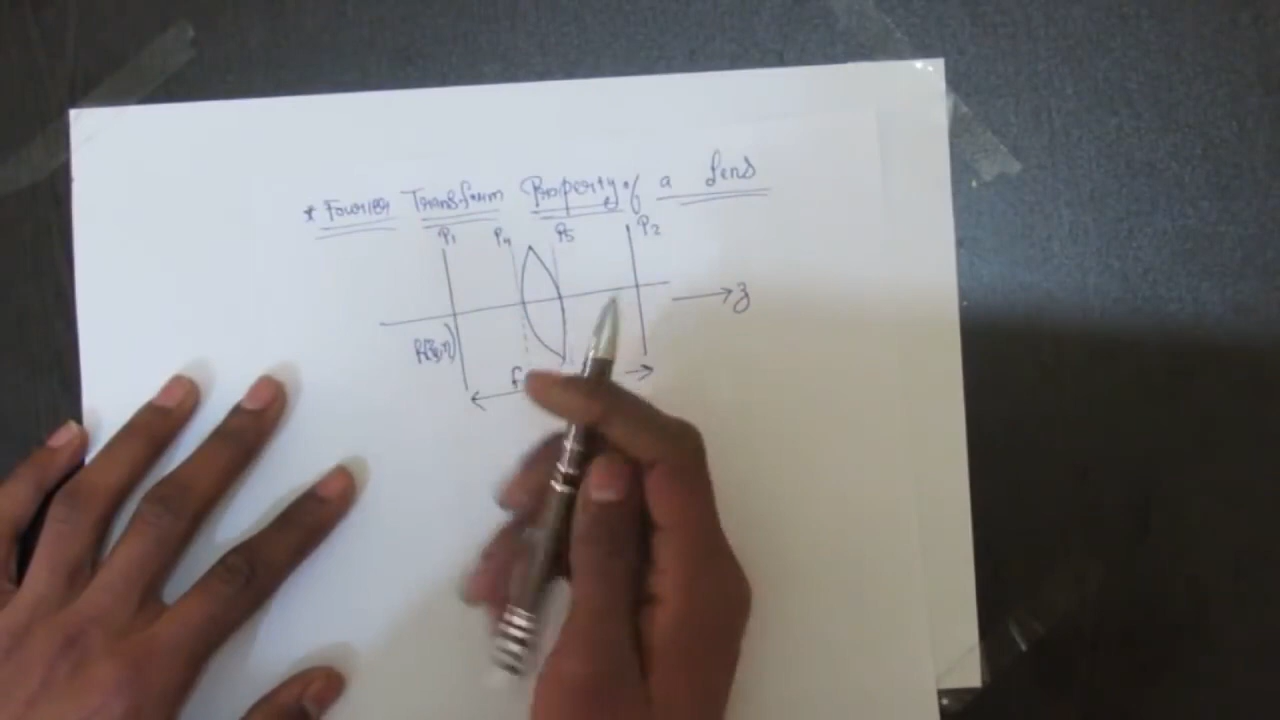 * Fourier Transform Property of a Lens
P1 P4 P5 P2
z
f(ξ,η)
f